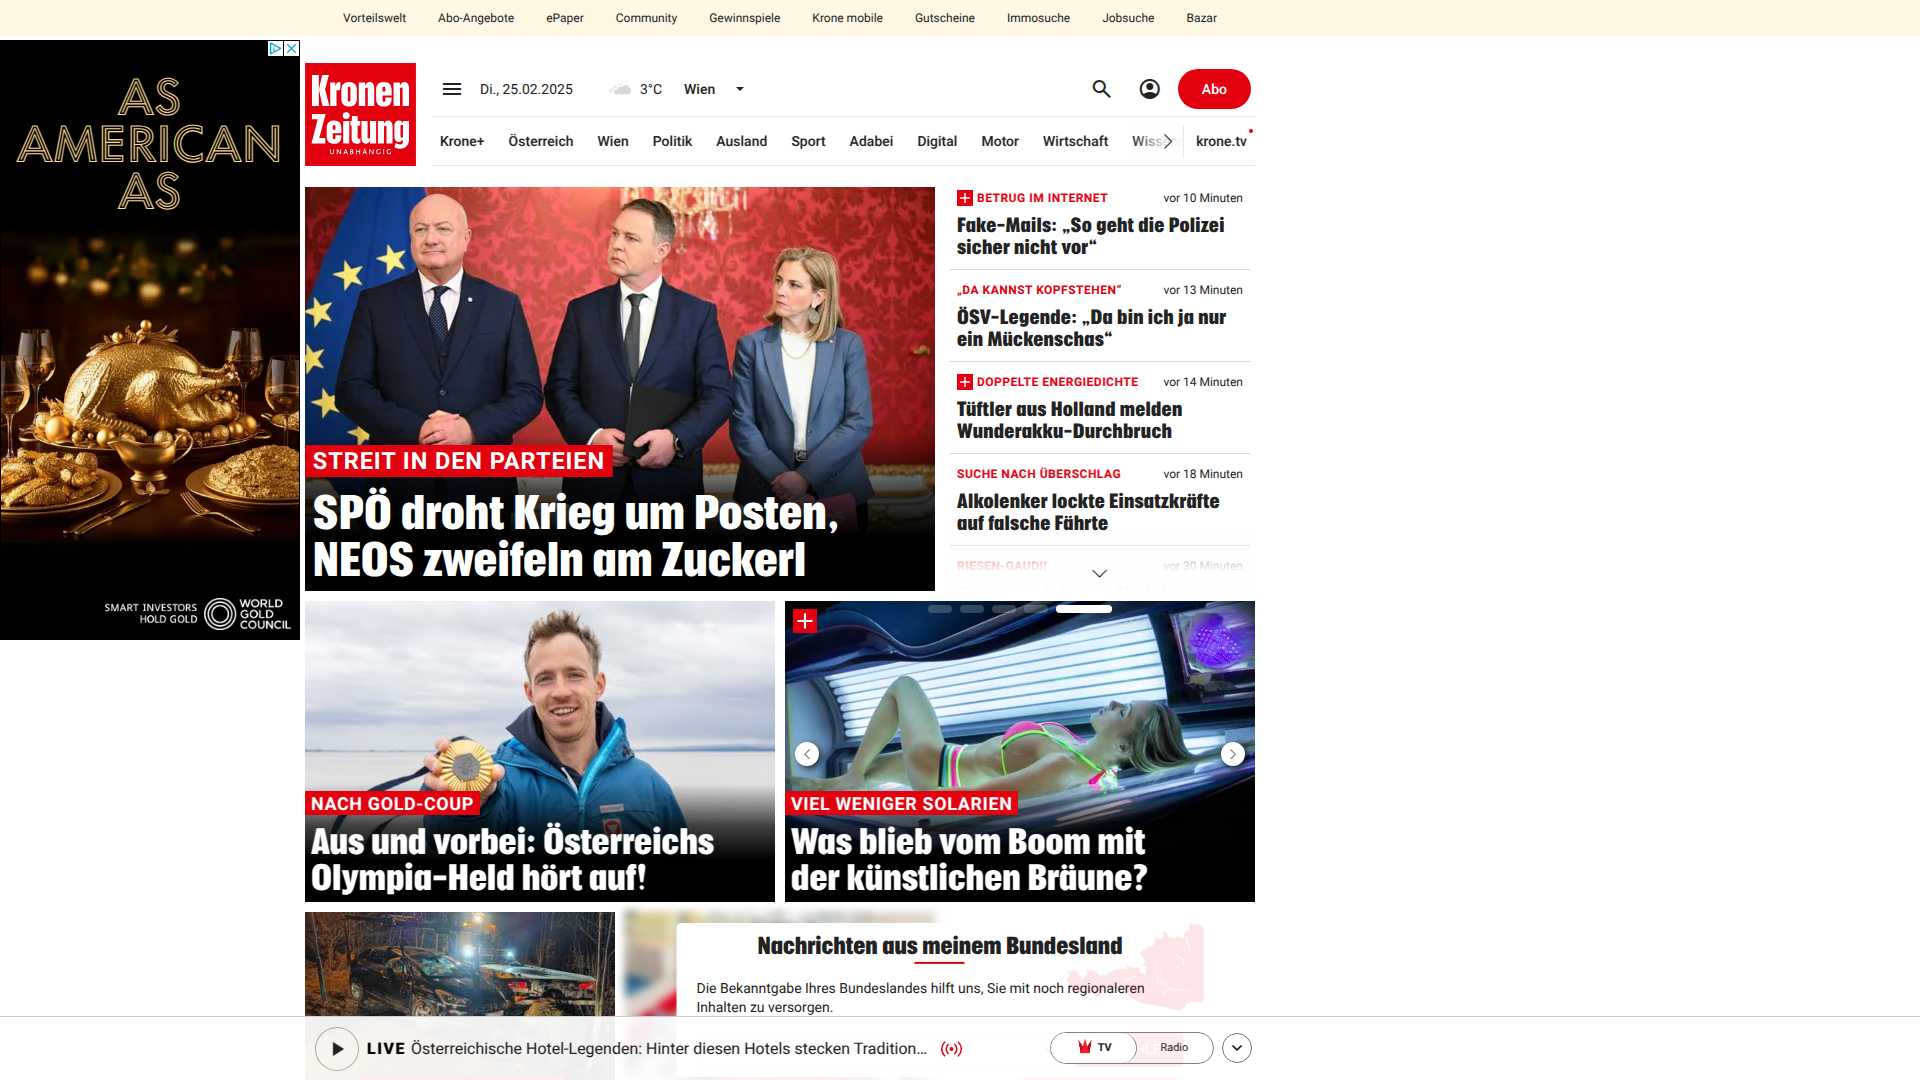 Vorteilswelt Abo-Angebote ePaper Community Gewinnspiele Krone mobile Gutscheine Immosuche Jobsuche Bazar
AS
AMERICAN
AS
SMART INVESTORS
HOLD GOLD
WORLD
GOLD
COUNCIL
Kronen
Zeitung
UNABHÄNGIG
Di., 25.02.2025 3°C Wien Abo
Krone+ Österreich Wien Politik Ausland Sport Adabei Digital Motor Wirtschaft krone.tv
STREIT IN DEN PARTEIEN
SPÖ droht Krieg um Posten,
NEOS zweifeln am Zuckerl
BETRUG IM INTERNET vor 10 Minuten
Fake-Mails: „So geht die Polizei
sicher nicht vor“
„DA KANNST KOPFSTEHEN“ vor 13 Minuten
ÖSV-Legende: „Da bin ich ja nur
ein Mückenschas“
DOPPELTE ENERGIEDICHTE vor 14 Minuten
Tüftler aus Holland melden
Wunderakku-Durchbruch
SUCHE NACH ÜBERSCHLAG vor 18 Minuten
Alkolenker lockte Einsatzkräfte
auf falsche Fährte
RIESEN-GAUDI! vor 30 Minuten
NACH GOLD-COUP
Aus und vorbei: Österreichs
Olympia-Held hört auf!
VIEL WENIGER SOLARIEN
Was blieb vom Boom mit
der künstlichen Bräune?
Nachrichten aus meinem Bundesland
Die Bekanntgabe Ihres Bundeslandes hilft uns, Sie mit noch regionaleren
Inhalten zu versorgen.
LIVE Österreichische Hotel-Legenden: Hinter diesen Hotels stecken Tradition... TV Radio